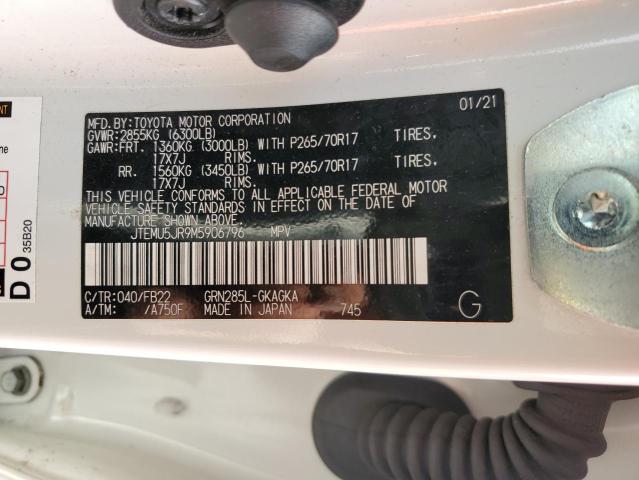 MFD.BY:TOYOTA MOTOR CORPORATION 01/21
GVWR:2855KG (6300LB)
GAWR:FRT. 1360KG (3000LB) WITH P265/70R17 TIRES.
17X7J RIMS.
RR. 1560KG (3450LB) WITH P265/70R17 TIRES.
17X7J RIMS.
THIS VEHICLE CONFORMS TO ALL APPLICABLE FEDERAL MOTOR
VEHICLE SAFETY STANDARDS IN EFFECT ON THE DATE OF
MANUFACTURE SHOWN ABOVE.
JTEMU5JR9M5906796 MPV
C/TR:040/FB22 GRN285L-GKAGKA
A/TM: /A750F MADE IN JAPAN 745
G
D0 35B20